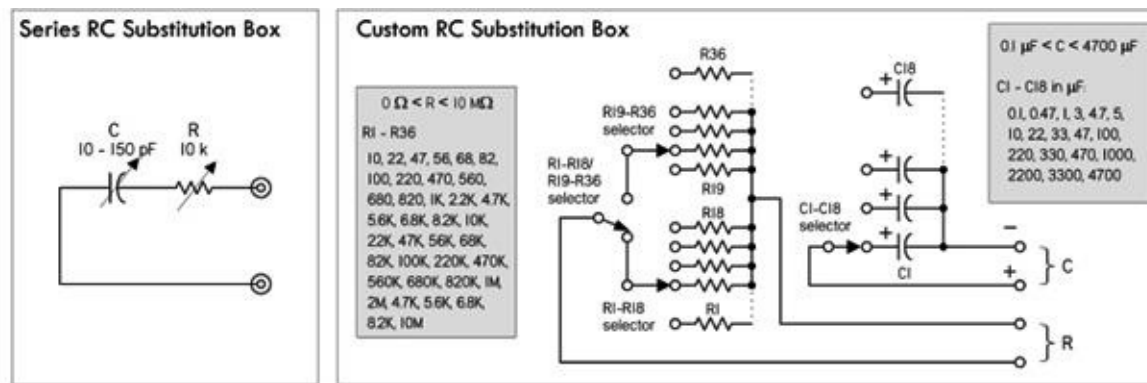 Series RC Substitution Box
C
10 - 150 pF
R
10 k
Custom RC Substitution Box
0 Ω < R < 10 MΩ
R1 - R36
10, 22, 47, 56, 68, 82,
100, 220, 470, 560,
680, 820, 1K, 2.2K, 4.7K,
5.6K, 6.8K, 8.2K, 10K,
22K, 47K, 56K, 68K,
82K, 100K, 220K, 470K,
560K, 680K, 820K, 1M,
2M, 4.7K, 5.6K, 6.8K,
8.2K, 10M
R36
R19-R36
selector
R1-R18/
R19-R36
selector
R19
R18
R1-R18
selector
R1
+
C18
+
+
+
C1-C18
selector
C1
0.1 µF < C < 4700 µF
C1 - C18 in µF:
0.1, 0.47, 1, 3, 4.7, 5,
10, 22, 33, 47, 100,
220, 330, 470, 1000,
2200, 3300, 4700
−
+
C
R